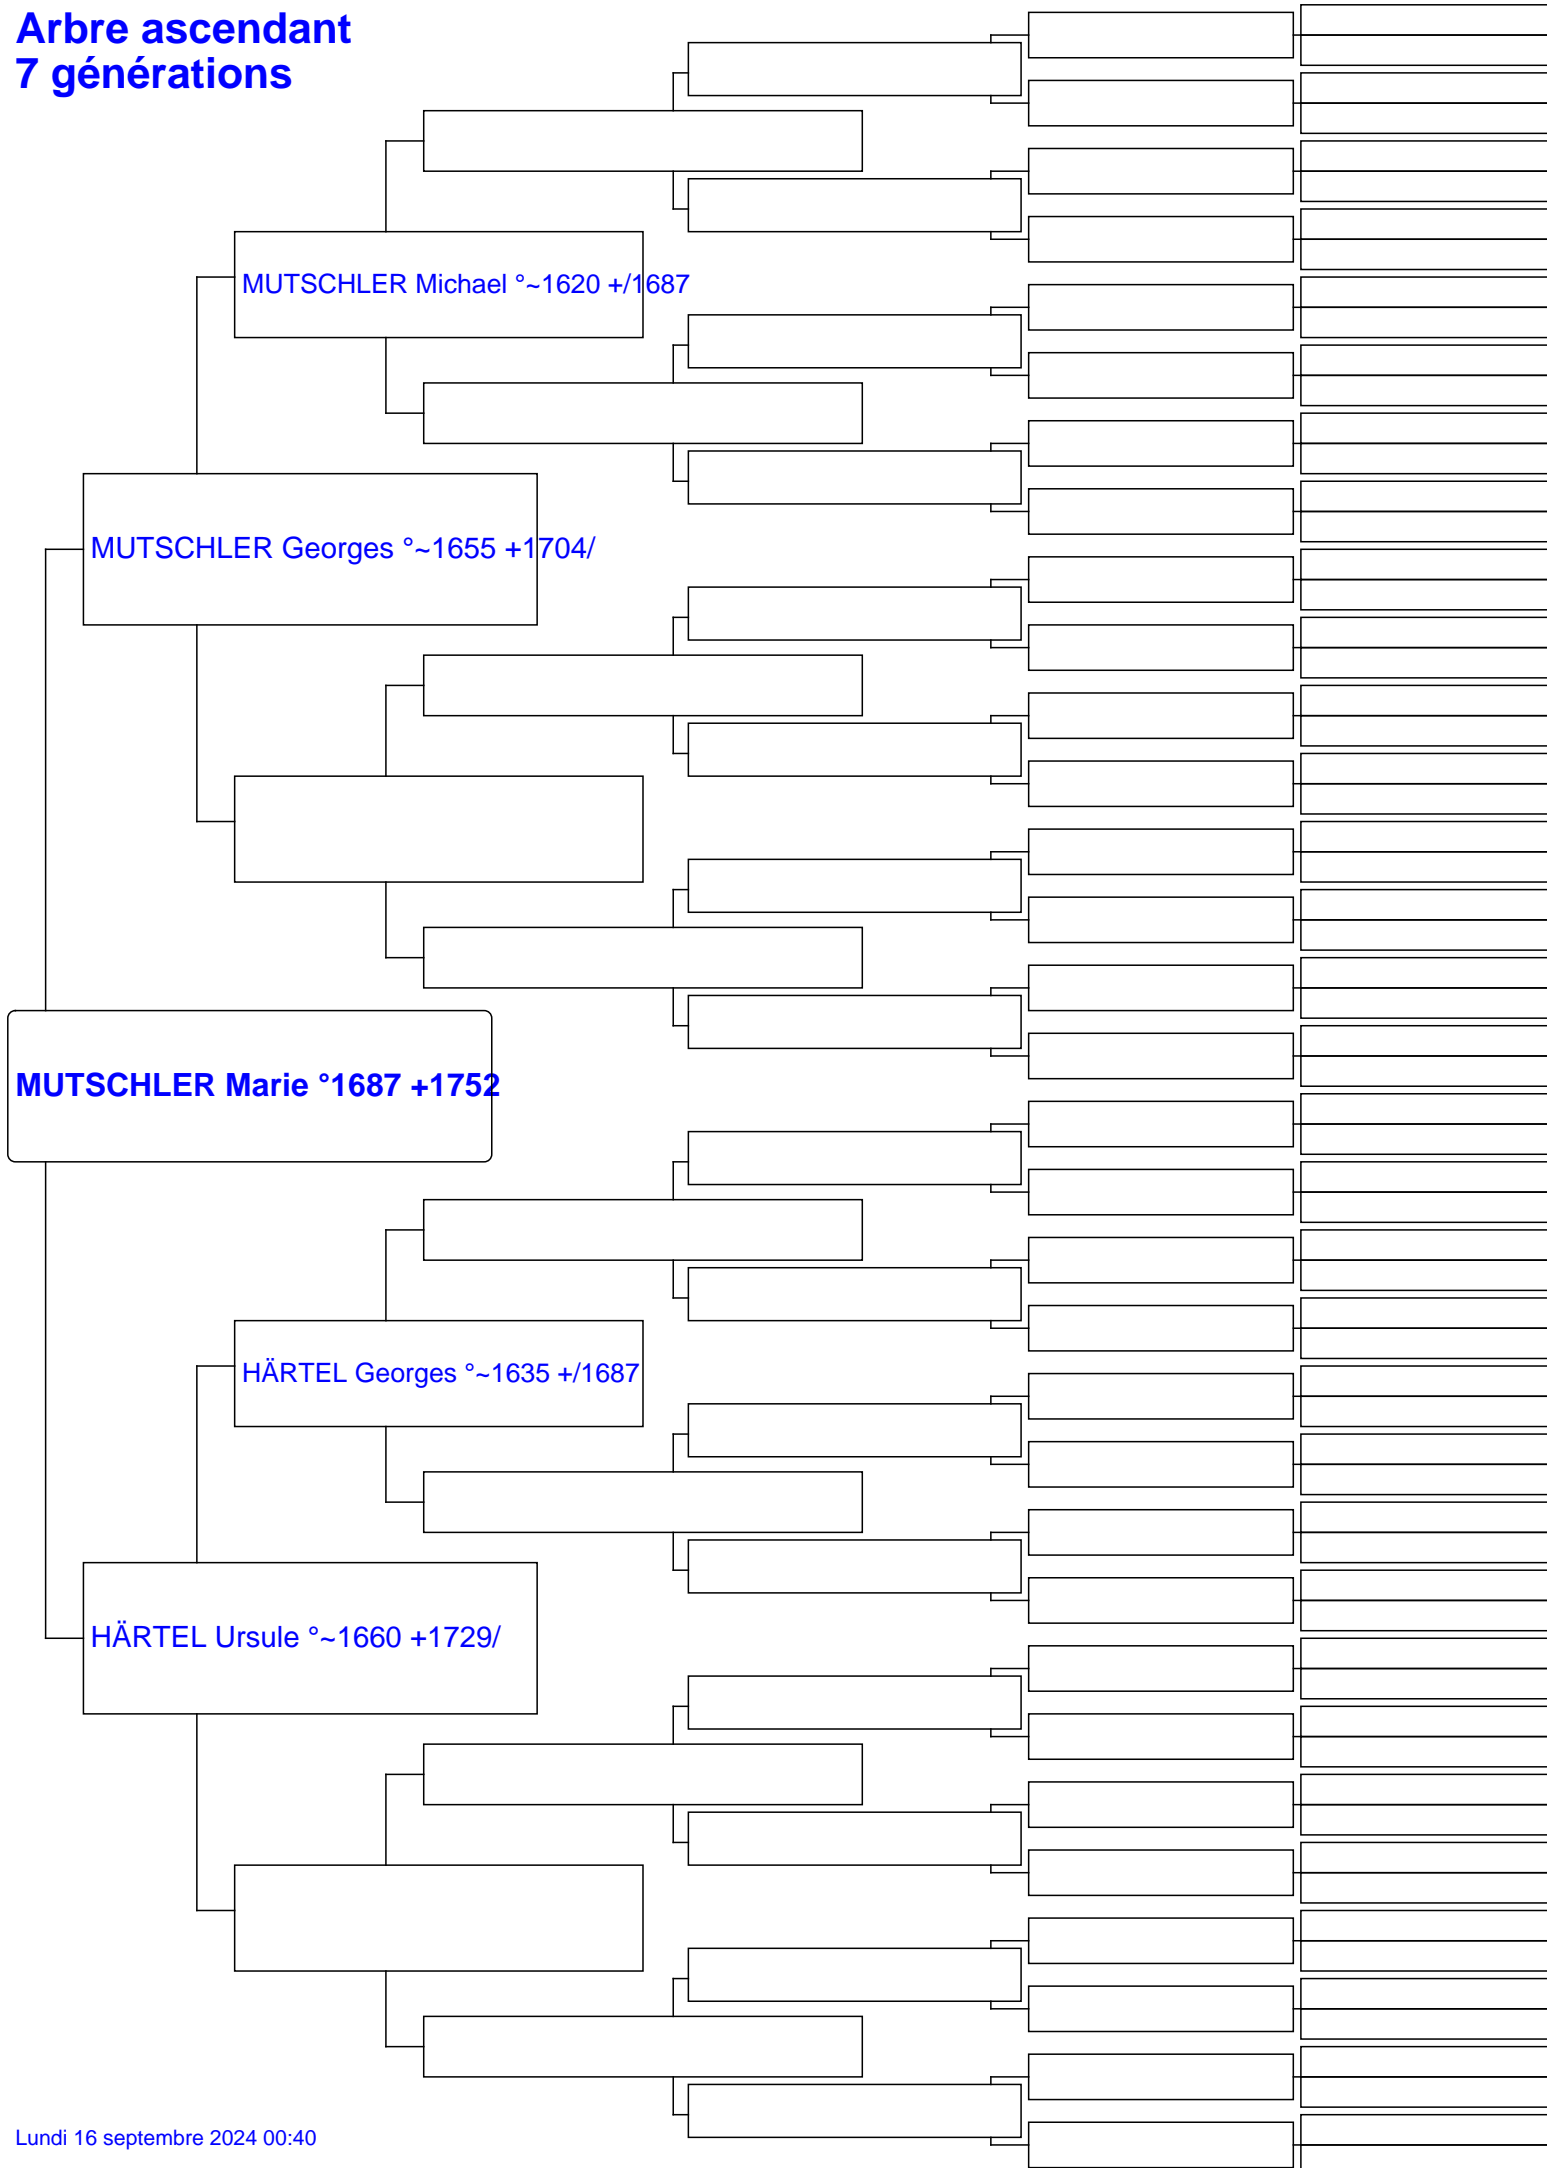 Arbre ascendant
7 générations
MUTSCHLER Michael °~1620 +/1687
MUTSCHLER Georges °~1655 +1704/
MUTSCHLER Marie °1687 +1752
HÄRTEL Georges °~1635 +/1687
HÄRTEL Ursule °~1660 +1729/
Lundi 16 septembre 2024 00:40